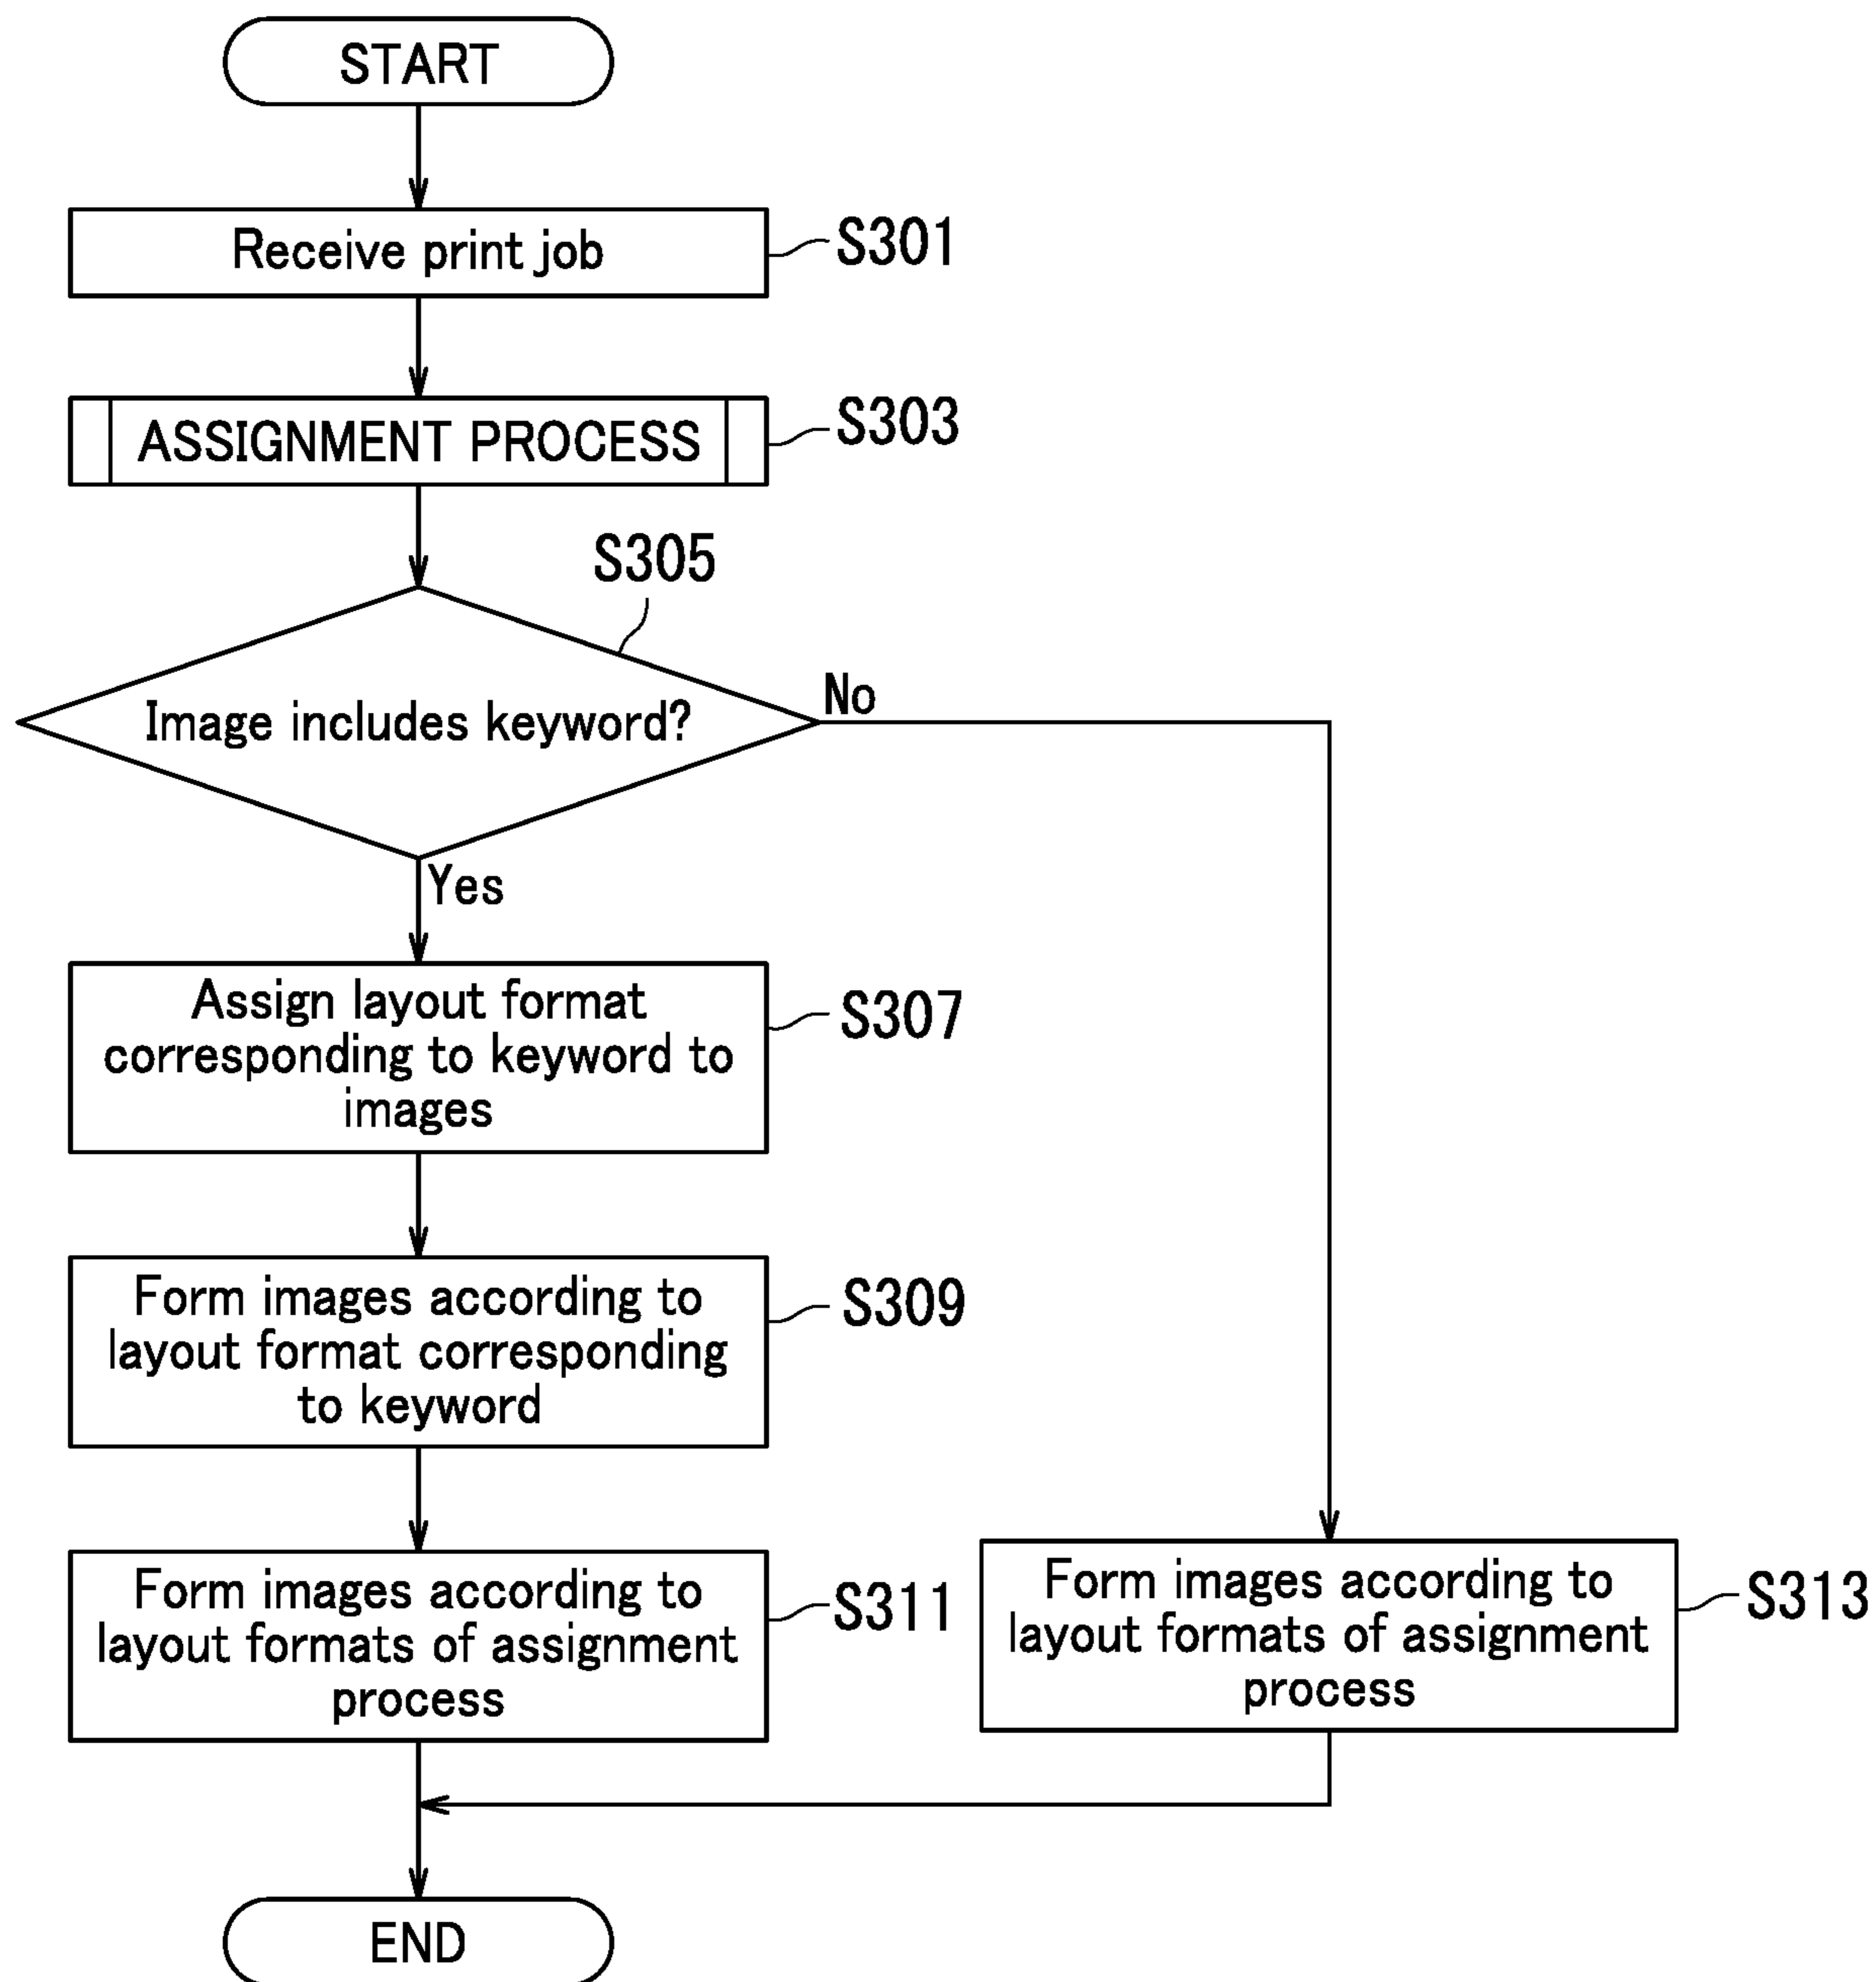 START
Receive print job
S301
ASSIGNMENT PROCESS
S303
S305
Image includes keyword?
No
Yes
Assign layout format
corresponding to keyword to
images
S307
Form images according to
layout format corresponding
to keyword
S309
Form images according to
layout formats of assignment
process
S311
Form images according to
layout formats of assignment
process
S313
END